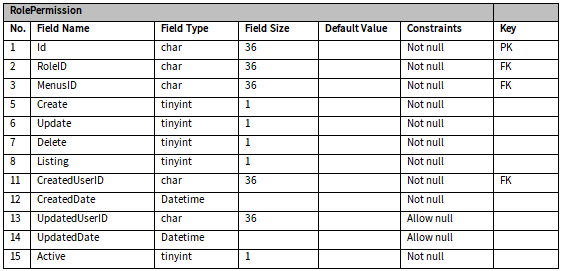 RolePermission
No. Field Name Field Type Field Size Default Value Constraints Key
1 Id char 36 Not null PK
2 RoleID char 36 Not null FK
3 MenusID char 36 Not null FK
5 Create tinyint 1 Not null
6 Update tinyint 1 Not null
7 Delete tinyint 1 Not null
8 Listing tinyint 1 Not null
11 CreatedUserID char 36 Not null FK
12 CreatedDate Datetime Not null
13 UpdatedUserID char 36 Allow null
14 UpdatedDate Datetime Allow null
15 Active tinyint 1 Not null